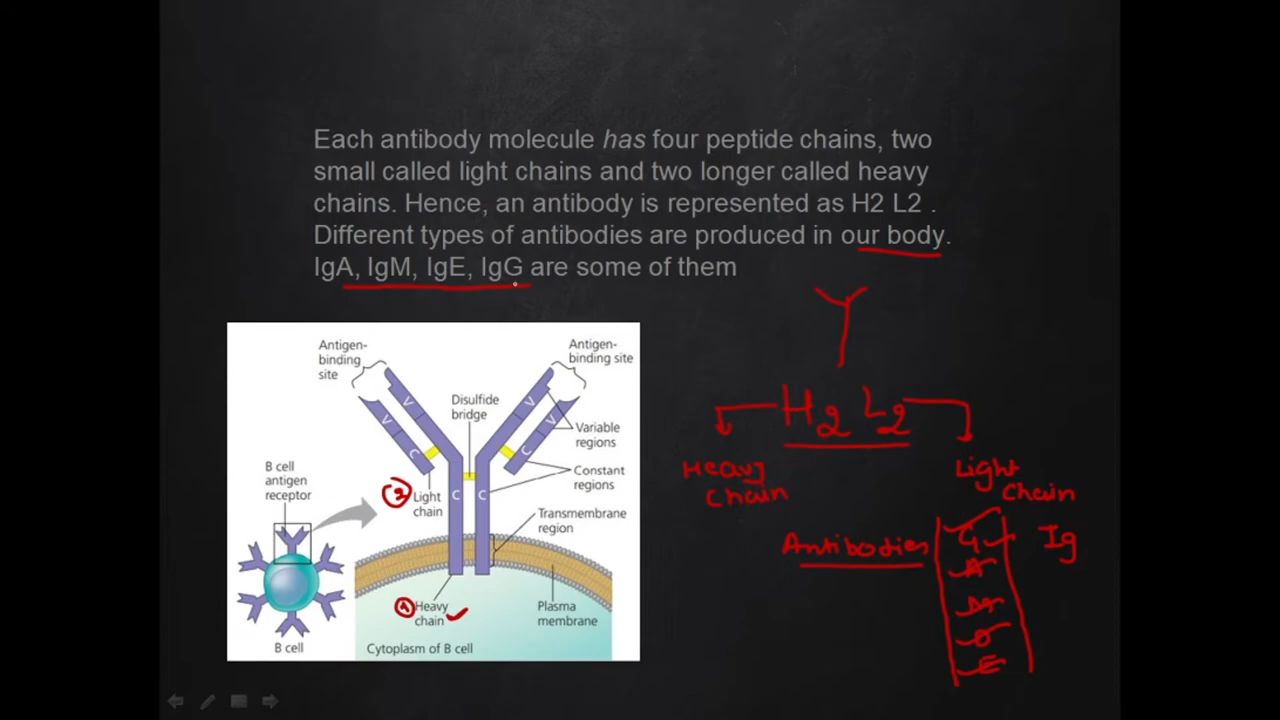 Each antibody molecule has four peptide chains, two
small called light chains and two longer called heavy
chains. Hence, an antibody is represented as H2 L2 .
Different types of antibodies are produced in our body.
IgA, IgM, IgE, IgG are some of them
Antigen-
binding
site
Antigen-
binding site
Disulfide
bridge
V
V
V
V
C
C
C
C
Variable
regions
Constant
regions
B cell
antigen
receptor
2
Light
chain
Transmembrane
region
1
Heavy
chain
Plasma
membrane
B cell
Cytoplasm of B cell
H2 L2
Heavy
Chain
Light
Chain
Antibodies
G
Ig
A
M
D
E